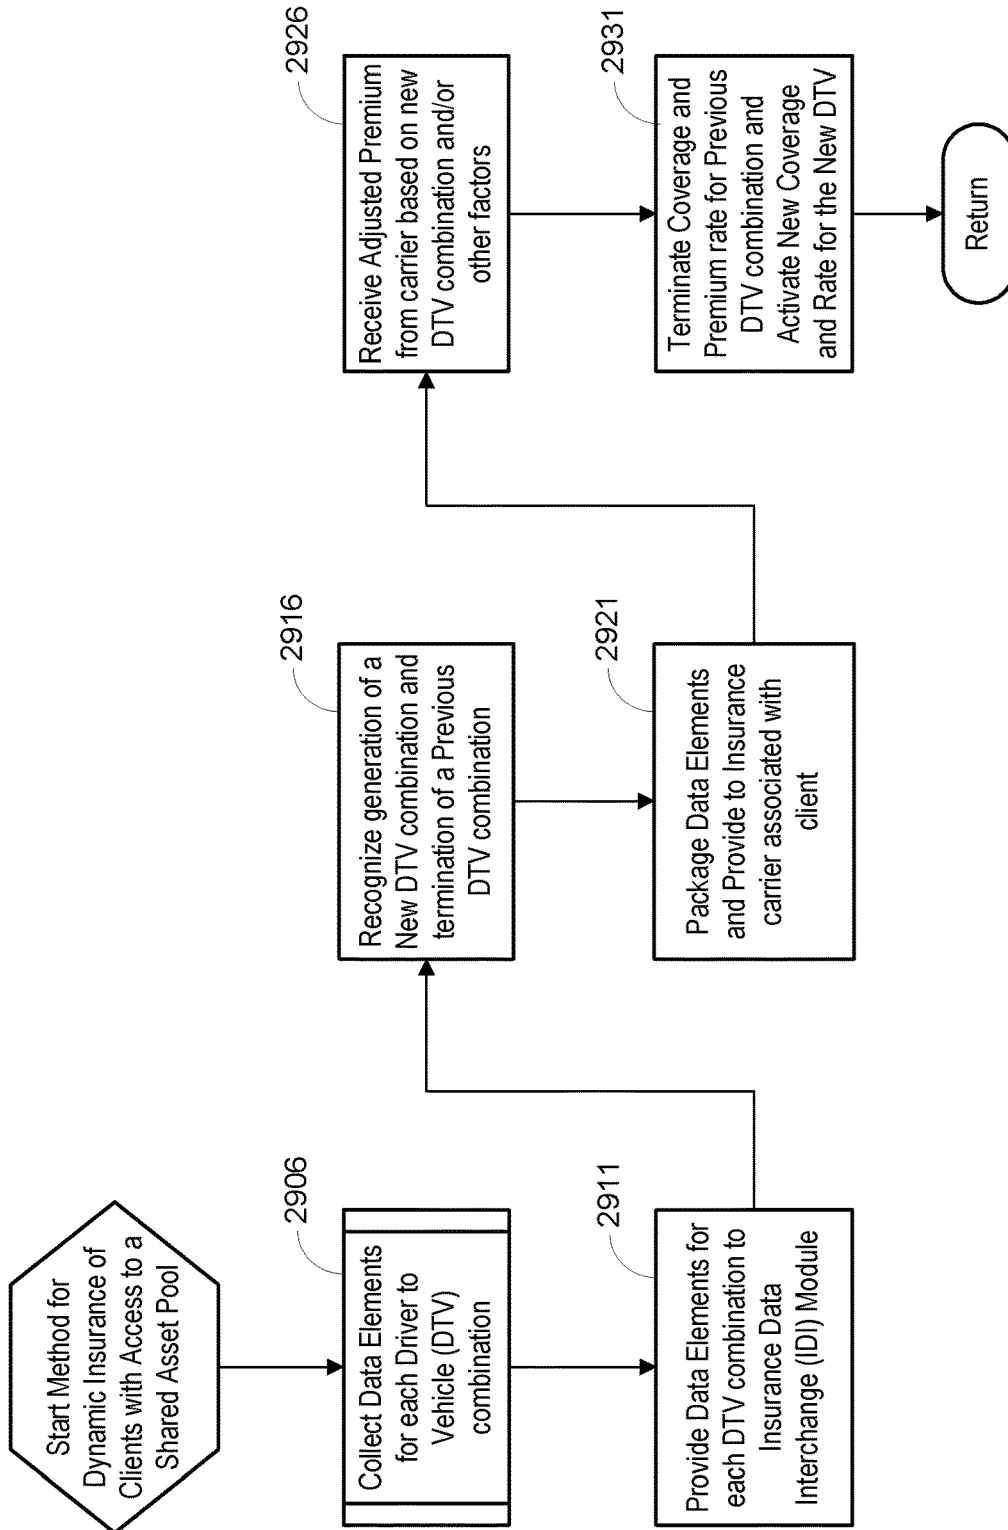 Start Method for
Dynamic Insurance of
Clients with Access to a
Shared Asset Pool
2906
Collect Data Elements
for each Driver to
Vehicle (DTV)
combination
2911
Provide Data Elements for
each DTV combination to
Insurance Data
Interchange (IDI) Module
2916
Recognize generation of a
New DTV combination and
termination of a Previous
DTV combination
2921
Package Data Elements
and Provide to Insurance
carrier associated with
client
2926
Receive Adjusted Premium
from carrier based on new
DTV combination and/or
other factors
2931
Terminate Coverage and
Premium rate for Previous
DTV combination and
Activate New Coverage
and Rate for the New DTV
Return